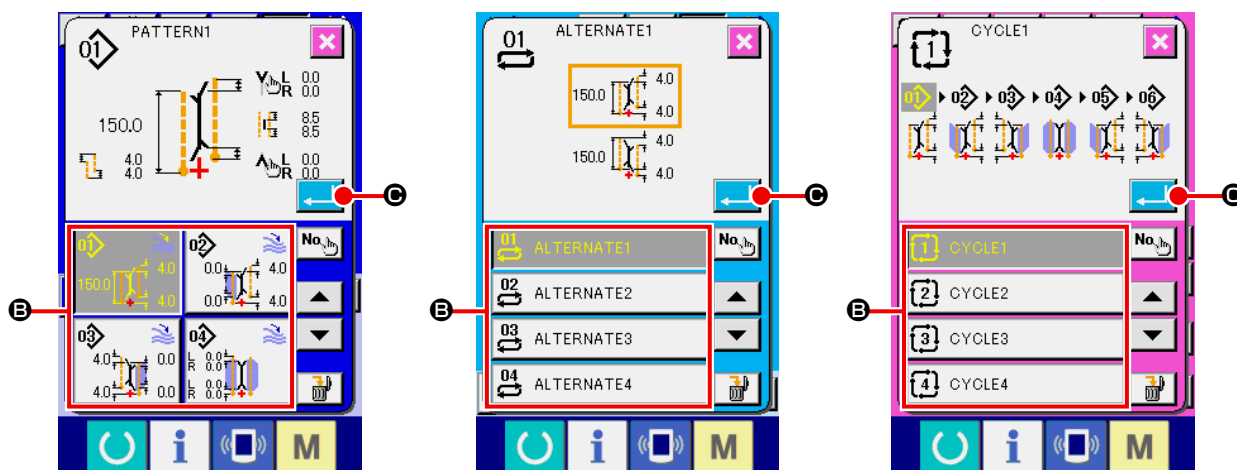 01 PATTERN1
V L 0.0
R 0.0
150.0
8.5
8.5
4.0
4.0
Λ L 0.0
R 0.0
C
B
01
150.0 4.0
4.0
02
0.0 4.0
0.0 4.0
No.
03
4.0 0.0
4.0 0.0
04
L 0.0
R 0.0
L 0.0
R 0.0
i M
01 ALTERNATE1
150.0 4.0
4.0
150.0 4.0
4.0
C
B
01 ALTERNATE1
No.
02 ALTERNATE2
03 ALTERNATE3
04 ALTERNATE4
i M
1 CYCLE1
01 02 03 04 05 06
C
B
1 CYCLE1
No.
2 CYCLE2
3 CYCLE3
4 CYCLE4
i M